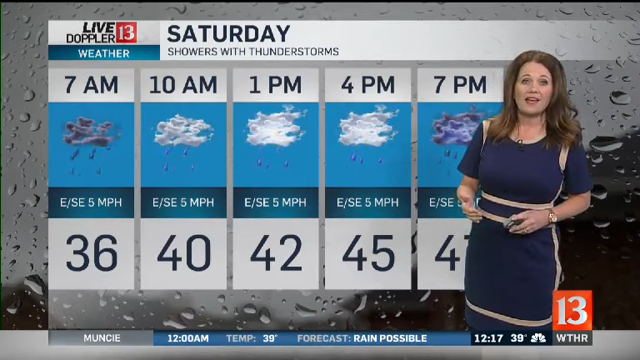 LIVE
DOPPLER 13
WEATHER
SATURDAY
SHOWERS WITH THUNDERSTORMS
7 AM 10 AM 1 PM 4 PM 7 PM
E/SE 5 MPH E/SE 5 MPH E/SE 5 MPH E/SE 5 MPH
36 40 42 45
13
MUNCIE 12:00AM TEMP: 39° FORECAST: RAIN POSSIBLE 12:17 39° WTHR